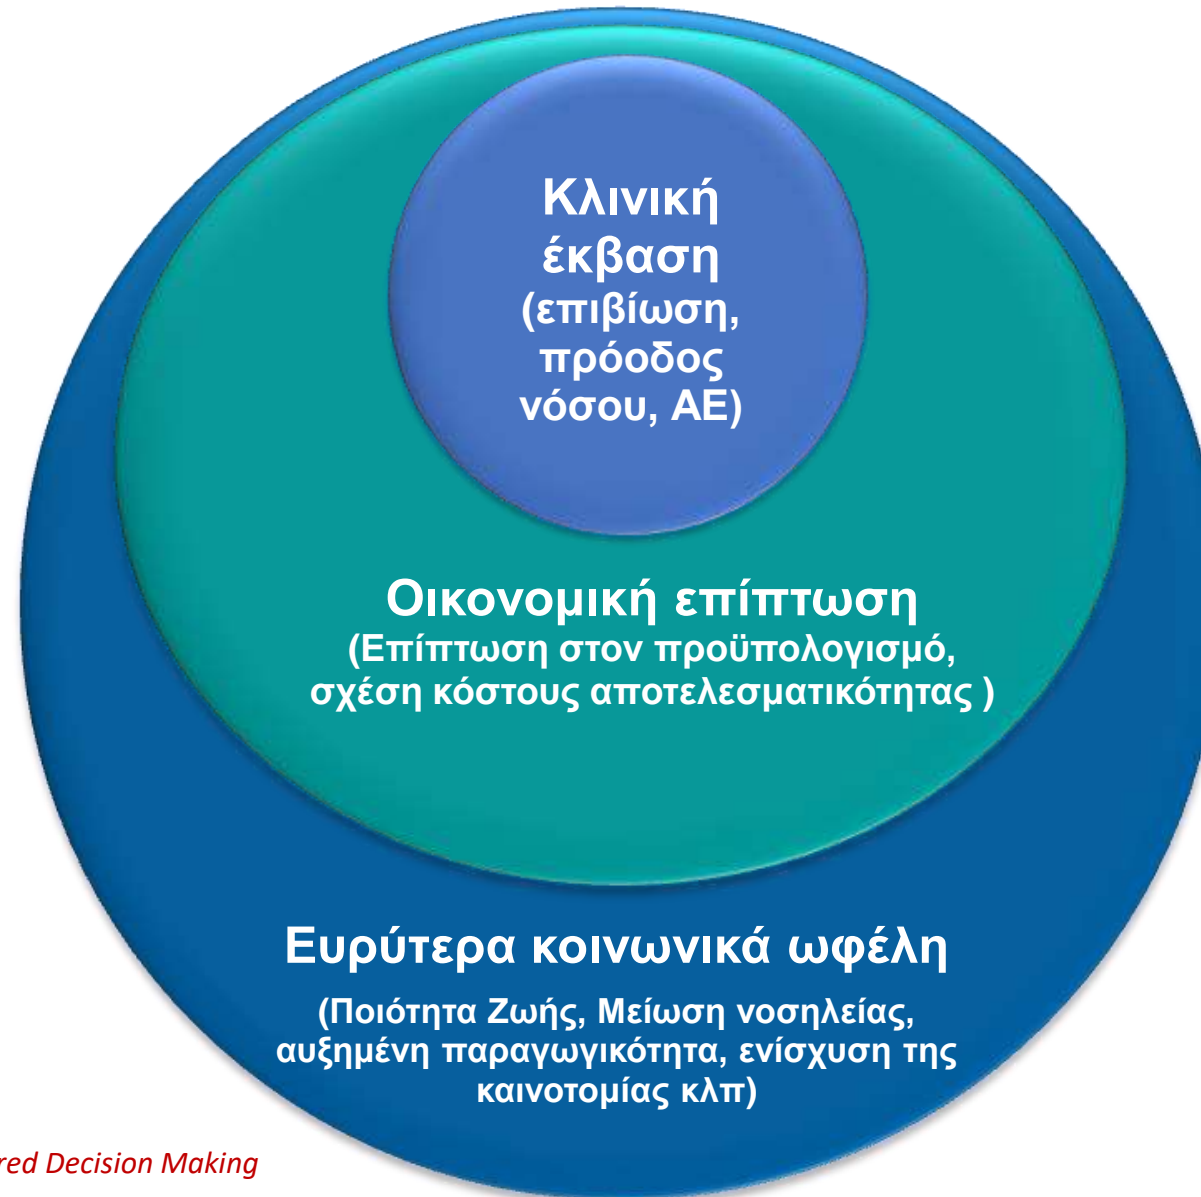 Κλινική
έκβαση
(επιβίωση,
πρόοδος
νόσου, ΑΕ)
Οικονομική επίπτωση
(Επίπτωση στον προϋπολογισμό,
σχέση κόστους αποτελεσματικότητας )
Ευρύτερα κοινωνικά ωφέλη
(Ποιότητα Ζωής, Μείωση νοσηλείας,
αυξημένη παραγωγικότητα, ενίσχυση της
καινοτομίας κλπ)
red Decision Making